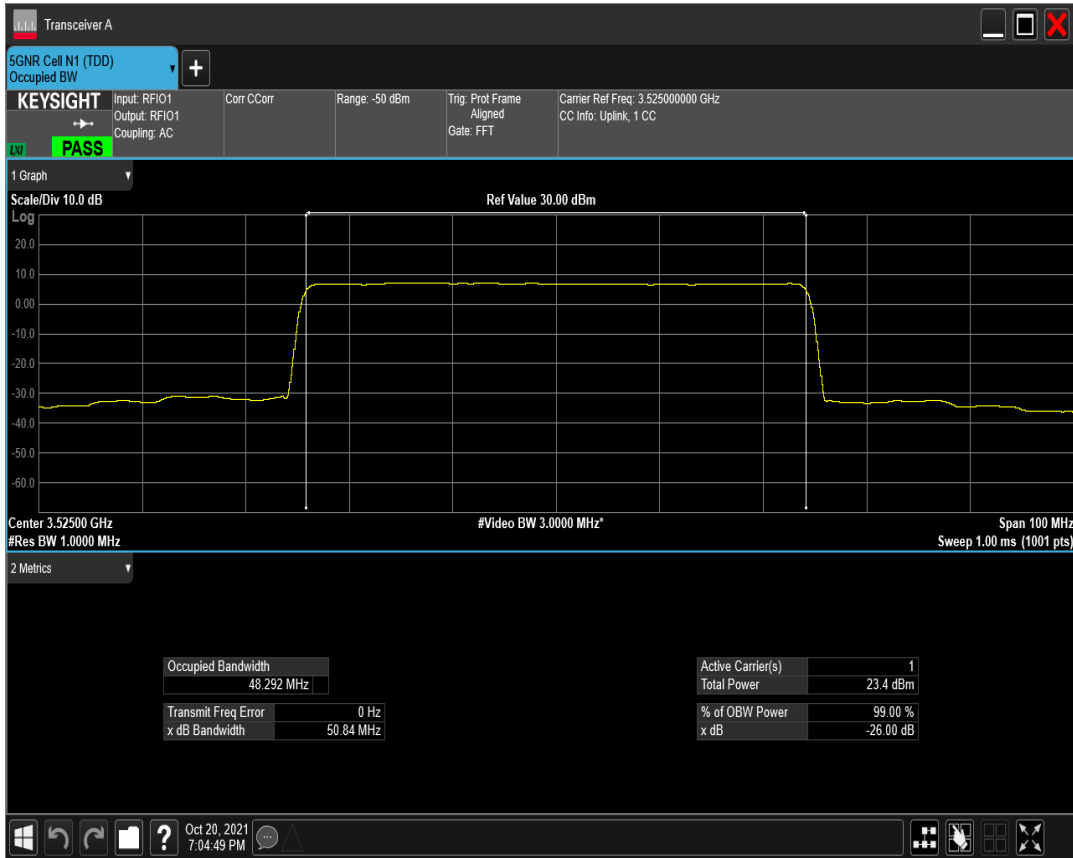 Transceiver A
5GNR Cell N1 (TDD)
Occupied BW
+
KEYSIGHT
LXI
PASS
Input: RFIO1
Output: RFIO1
Coupling: AC
Corr CCorr
Range: -50 dBm
Trig: Prot Frame
Aligned
Gate: FFT
Carrier Ref Freq: 3.525000000 GHz
CC Info: Uplink, 1 CC
1 Graph
Scale/Div 10.0 dB
Ref Value 30.00 dBm
Log
20.0
10.0
0.00
-10.0
-20.0
-30.0
-40.0
-50.0
-60.0
Center 3.52500 GHz
#Video BW 3.0000 MHz*
Span 100 MHz
#Res BW 1.0000 MHz
Sweep 1.00 ms (1001 pts)
2 Metrics
Occupied Bandwidth
48.292 MHz
Transmit Freq Error 0 Hz
x dB Bandwidth 50.84 MHz
Active Carrier(s) 1
Total Power 23.4 dBm
% of OBW Power 99.00 %
x dB -26.00 dB
?
Oct 20, 2021
7:04:49 PM